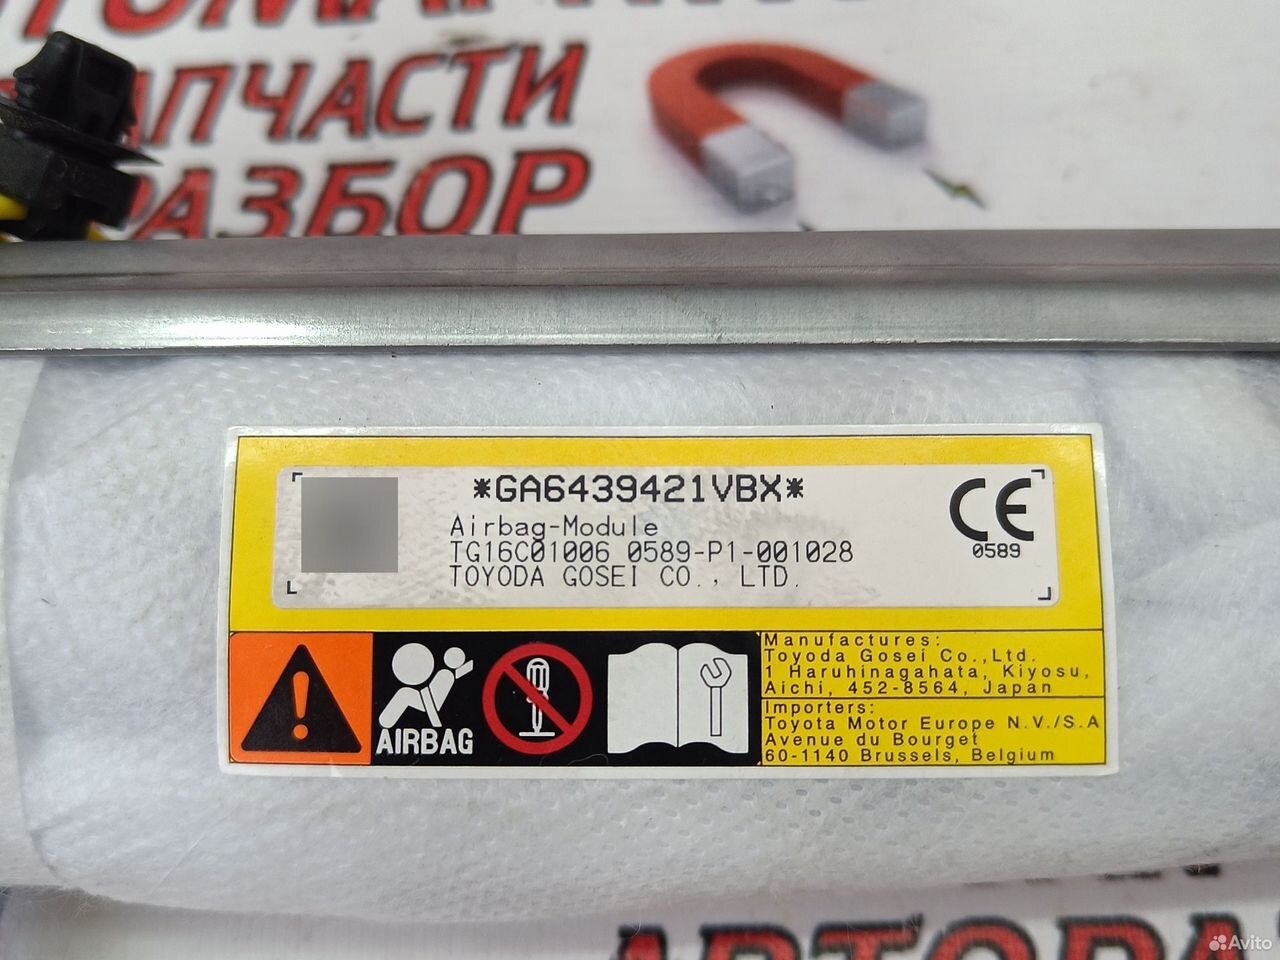 ЗАПЧАСТИ
РАЗБОР
*GA6439421VBX*
Airbag-Module
TG16C01006 0589-P1-001028
TOYODA GOSEI CO., LTD.
CE
0589
AIRBAG
Manufactures:
Toyoda Gosei Co.,Ltd.
1 Haruhinagahata, Kiyosu,
Aichi, 452-8564, Japan
Importers:
Toyota Motor Europe N.V./S.A
Avenue du Bourget
60-1140 Brussels, Belgium
Avito